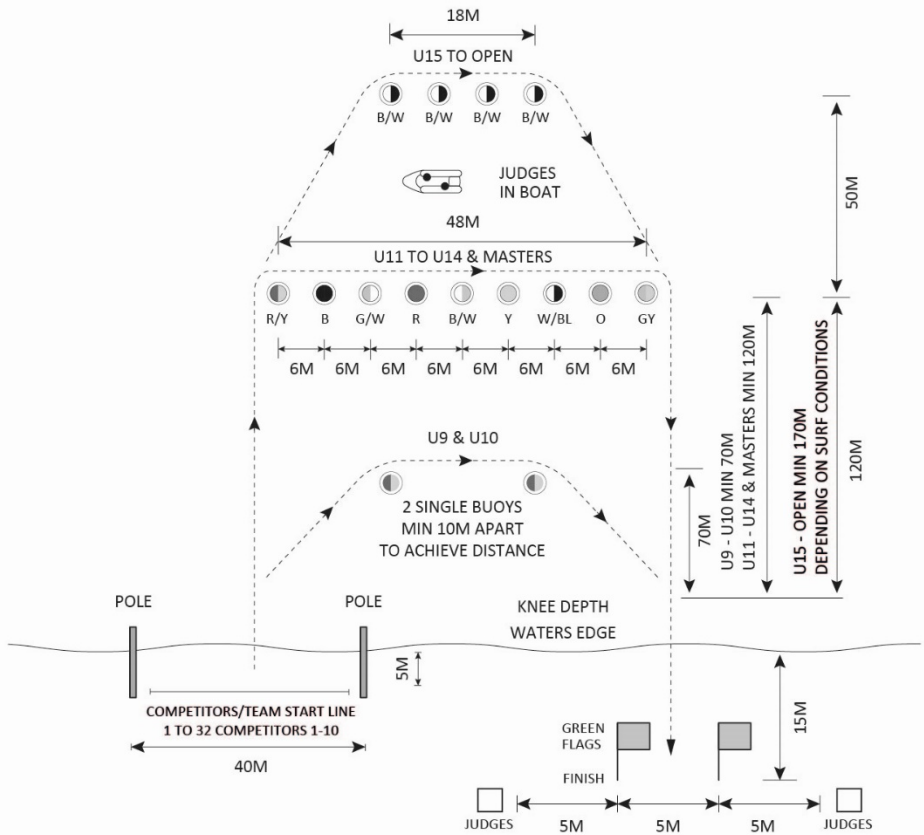 18M
U15 TO OPEN
B/W B/W B/W B/W
JUDGES
IN BOAT
50M
48M
U11 TO U14 & MASTERS
R/Y B G/W R B/W Y W/BL O GY
6M 6M 6M 6M 6M 6M 6M 6M
U9 & U10
2 SINGLE BUOYS
MIN 10M APART
TO ACHIEVE DISTANCE
70M
U9 - U10 MIN 70M
U11 - U14 & MASTERS MIN 120M
U15 - OPEN MIN 170M
DEPENDING ON SURF CONDITIONS
120M
POLE
POLE
KNEE DEPTH
WATERS EDGE
5M
COMPETITORS/TEAM START LINE
1 TO 32 COMPETITORS 1-10
40M
15M
GREEN
FLAGS
FINISH
JUDGES
5M 5M 5M
JUDGES